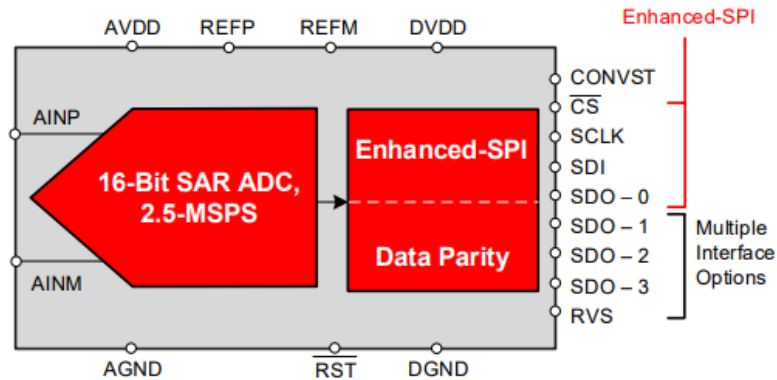 Enhanced-SPI
AVDD
REFP
REFM
DVDD
CONVST
CS
AINP
SCLK
Enhanced-SPI
SDI
16-Bit SAR ADC,
2.5-MSPS
SDO – 0
SDO – 1
Multiple
Interface
Options
Data Parity
SDO – 2
AINM
SDO – 3
RVS
AGND
RST
DGND